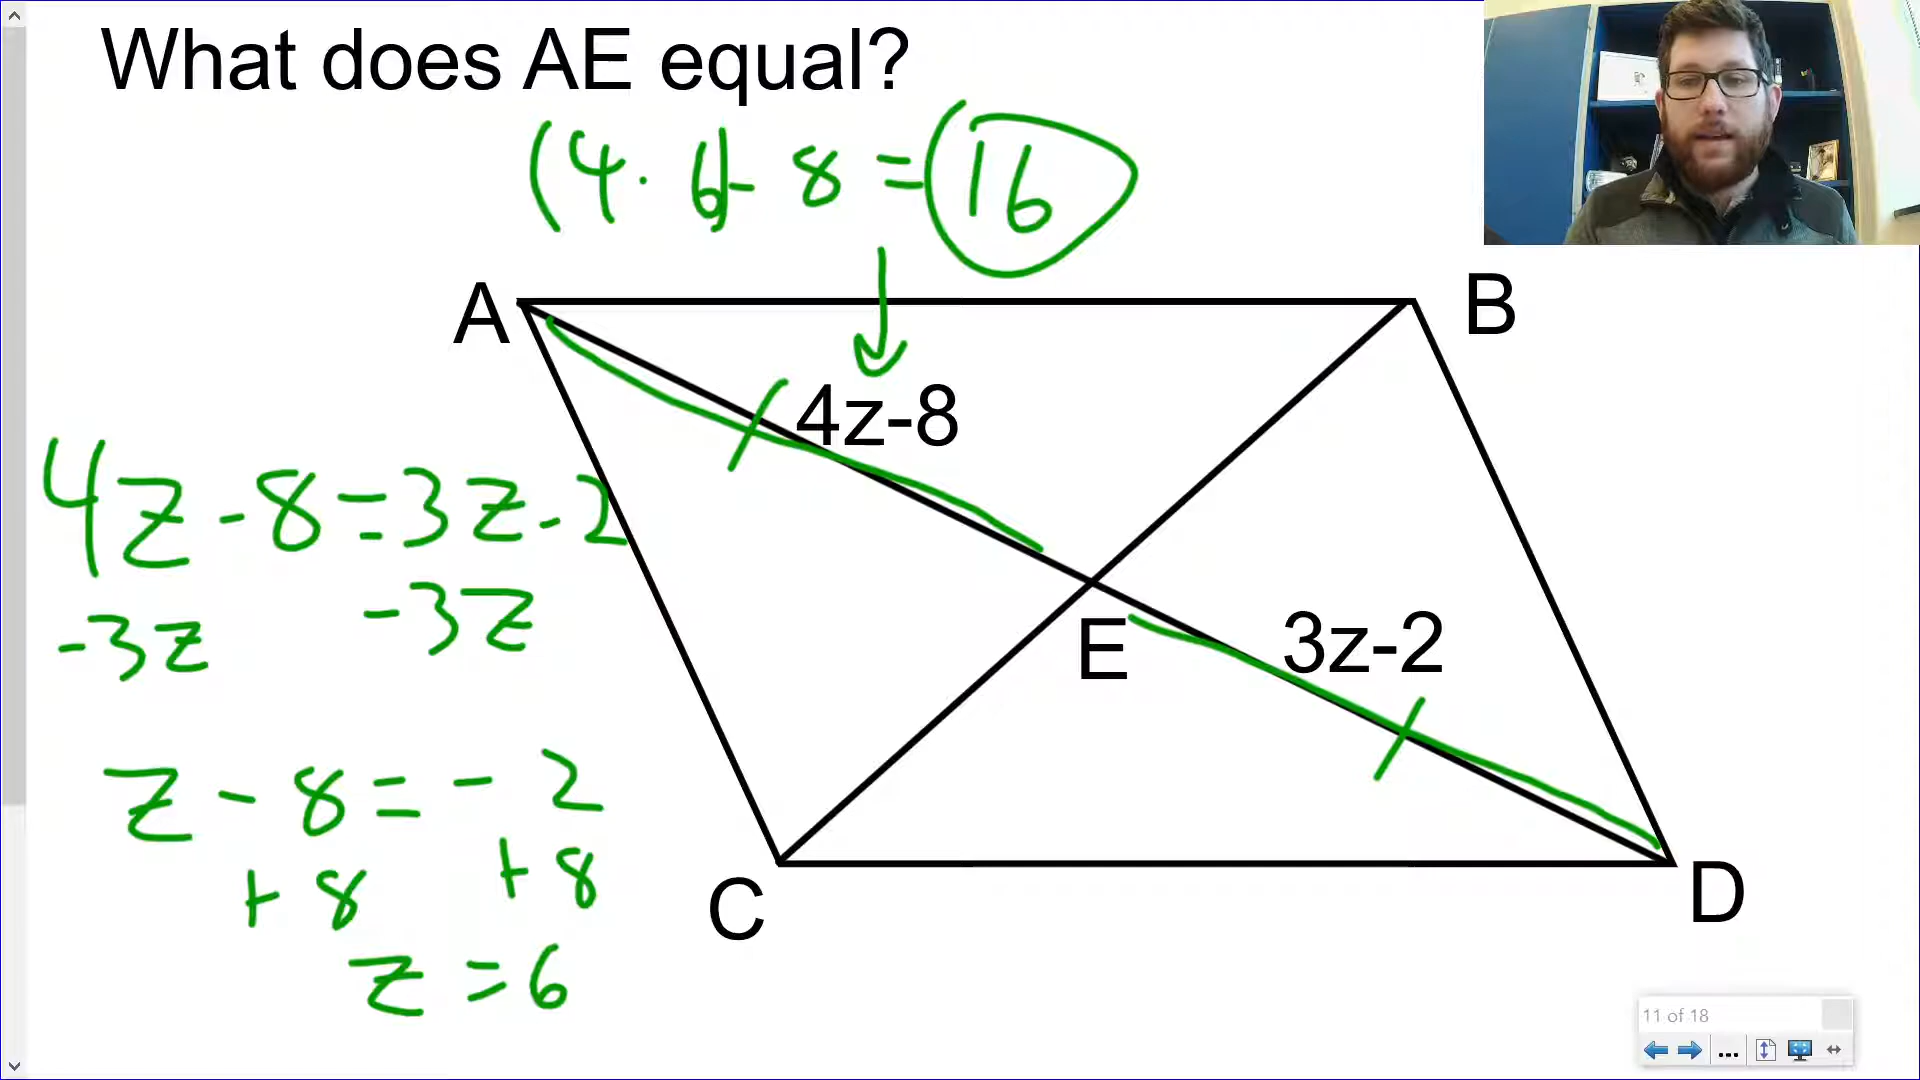 What does AE equal?
(4 · 6) - 8 = 16
A
B
4z-8
4z - 8 = 3z - 2
-3z -3z
E
3z-2
z - 8 = - 2
+ 8 + 8
C
D
z = 6
11 of 18
...